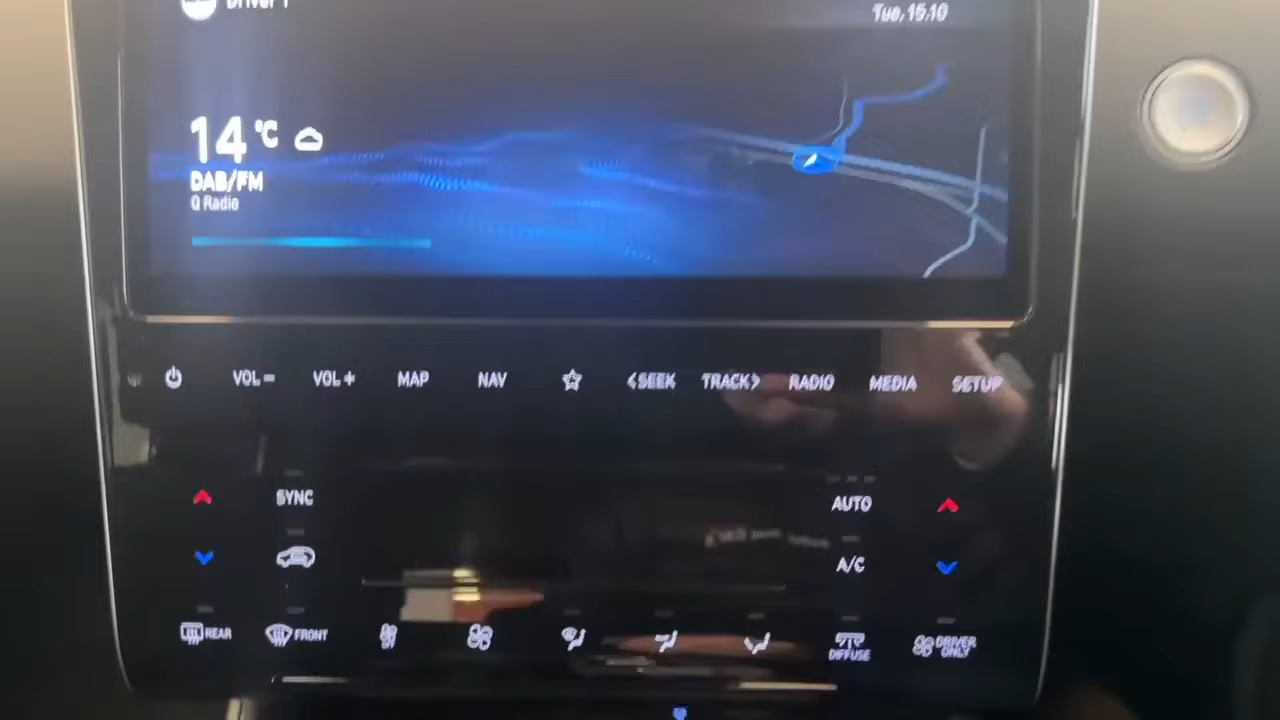 Driver 1
Tue, 15:10
14 °C
DAB/FM
Q Radio
VOL - VOL + MAP NAV < SEEK TRACK > RADIO MEDIA SETUP
SYNC AUTO
A/C
REAR FRONT DIFFUSE DRIVER ONLY